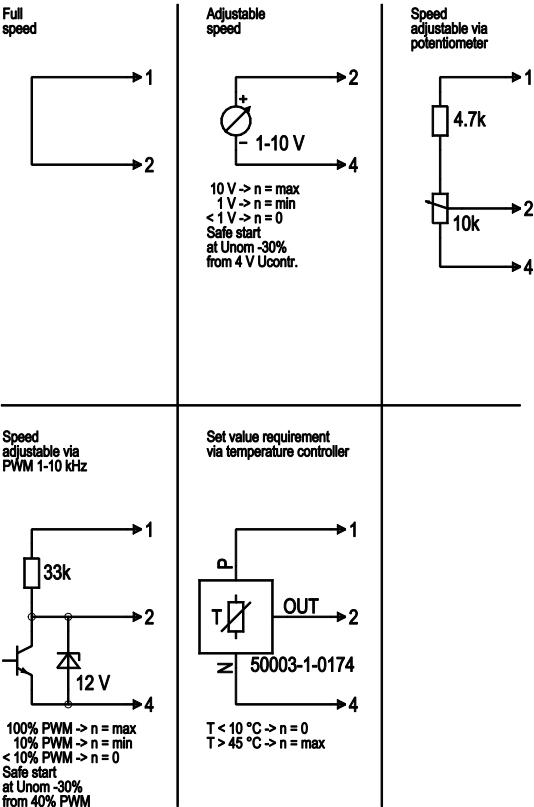 Full
speed
1
2
Adjustable
speed
2
+
−
1-10 V
4
10 V -> n = max
1 V -> n = min
< 1 V -> n = 0
Safe start
at Unom -30%
from 4 V Ucontr.
Speed
adjustable via
potentiometer
1
4.7k
2
10k
4
Speed
adjustable via
PWM 1-10 kHz
1
33k
2
12 V
4
100% PWM -> n = max
10% PWM -> n = min
< 10% PWM -> n = 0
Safe start
at Unom -30%
from 40% PWM
Set value requirement
via temperature controller
1
P
T
OUT
2
N
50003-1-0174
4
T < 10 °C -> n = 0
T > 45 °C -> n = max